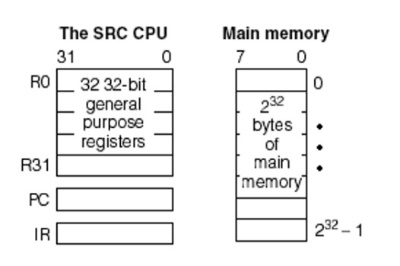 The SRC CPU
31 0
R0
32 32-bit
general
purpose
registers
R31
PC
IR
Main memory
7 0
0
2³²
bytes
of
main
memory
2³² – 1